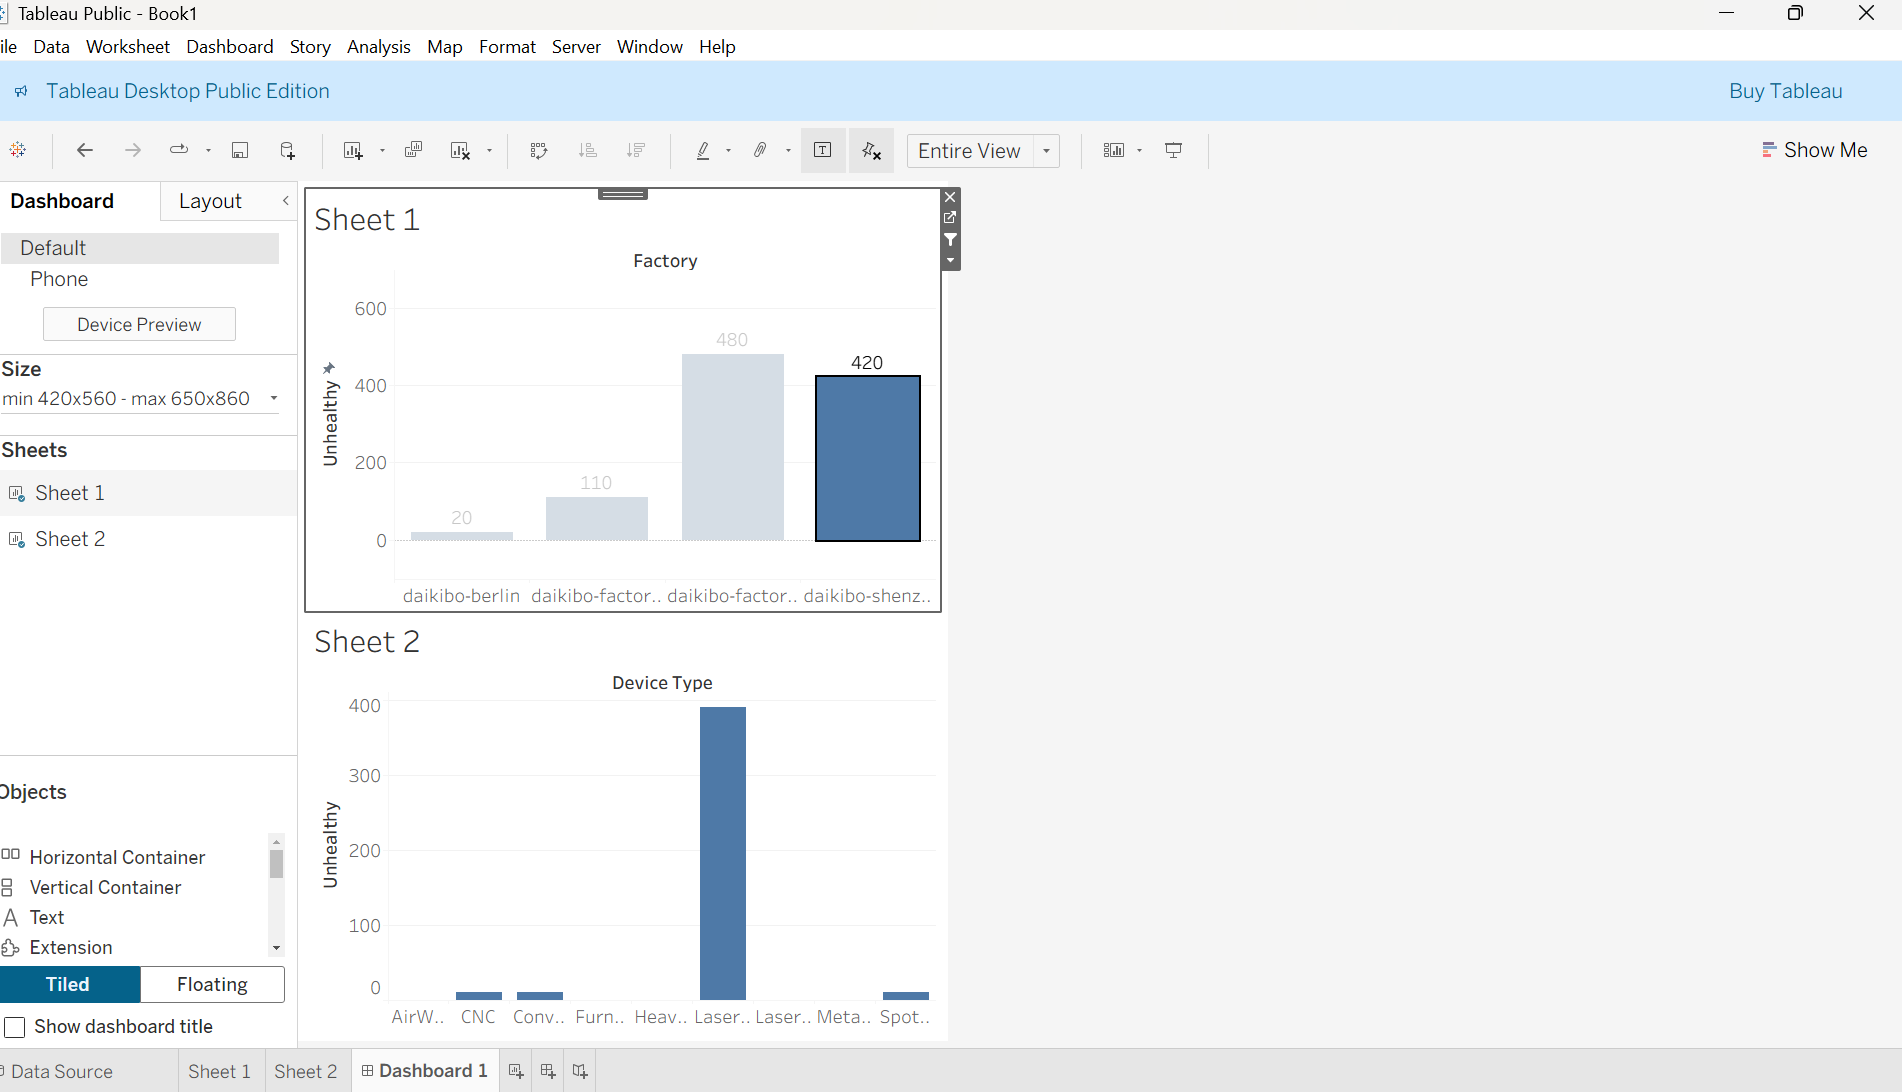 Tableau Public - Book1
ile Data Worksheet Dashboard Story Analysis Map Format Server Window Help
Tableau Desktop Public Edition
Buy Tableau
Entire View
Show Me
Dashboard
Layout
Default
Phone
Device Preview
Size
min 420x560 - max 650x860
Sheets
Sheet 1
Sheet 2
Objects
Horizontal Container
Vertical Container
Text
Extension
Tiled
Floating
Show dashboard title
Sheet 1
Factory
Unhealthy
600
400
200
0
20
110
480
420
daikibo-berlin daikibo-factor.. daikibo-factor.. daikibo-shenz..
Sheet 2
Device Type
Unhealthy
400
300
200
100
0
AirW.. CNC Conv.. Furn.. Heav.. Laser.. Laser.. Meta.. Spot..
Data Source
Sheet 1
Sheet 2
Dashboard 1